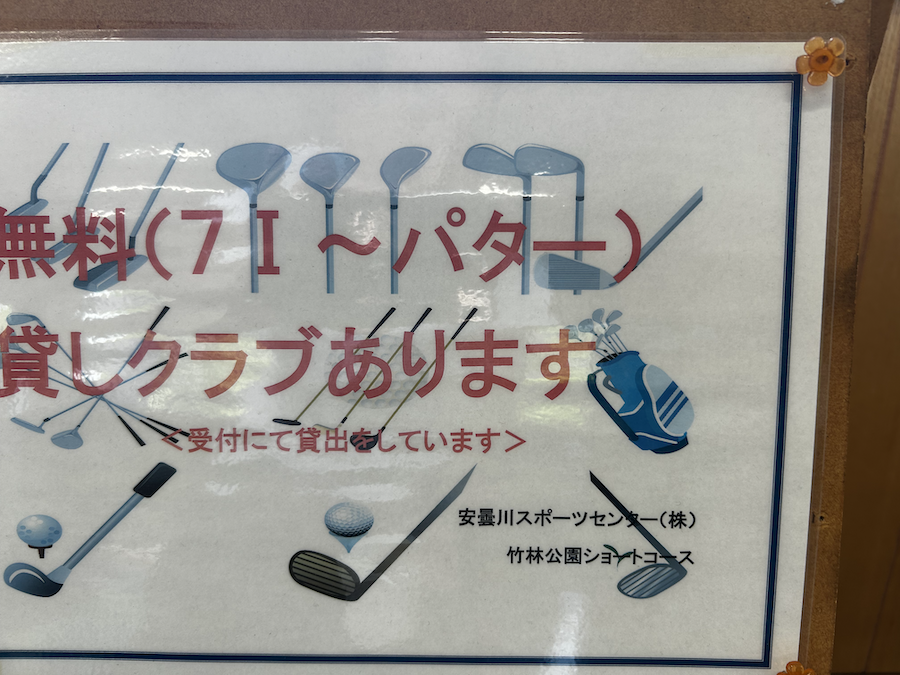 無料(7I ～パター)
貸しクラブあります
＜受付にて貸出をしています＞
安曇川スポーツセンター(株)
竹林公園ショートコース